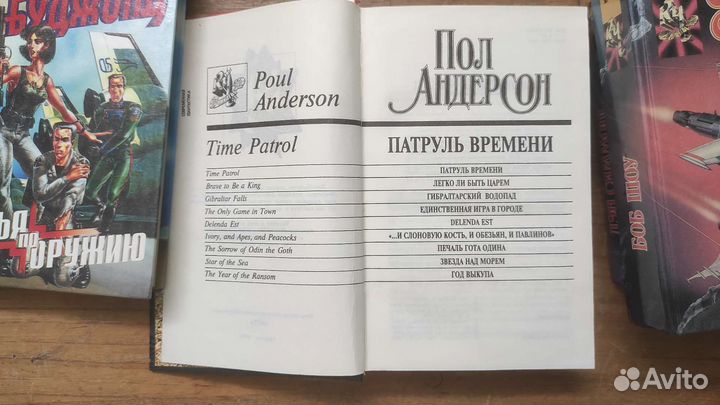 БУДЖОЛД
05
ЬЯ ПО
ОРУЖИЮ
Poul
Anderson
Time Patrol
Time Patrol
Brave to Be a King
Gibraltar Falls
The Only Game in Town
Delenda Est
Ivory, and Apes, and Peacocks
The Sorrow of Odin the Goth
Star of the Sea
The Year of the Ransom
ПОЛ
АНДЕРСОН
ПАТРУЛЬ ВРЕМЕНИ
ПАТРУЛЬ ВРЕМЕНИ
ЛЕГКО ЛИ БЫТЬ ЦАРЕМ
ГИБРАЛТАРСКИЙ ВОДОПАД
ЕДИНСТВЕННАЯ ИГРА В ГОРОДЕ
DELENDA EST
«...И СЛОНОВУЮ КОСТЬ, И ОБЕЗЬЯН, И ПАВЛИНОВ»
ПЕЧАЛЬ ГОТА ОДИНА
ЗВЕЗДА НАД МОРЕМ
ГОД ВЫКУПА
БОБ ШОУ
Avito